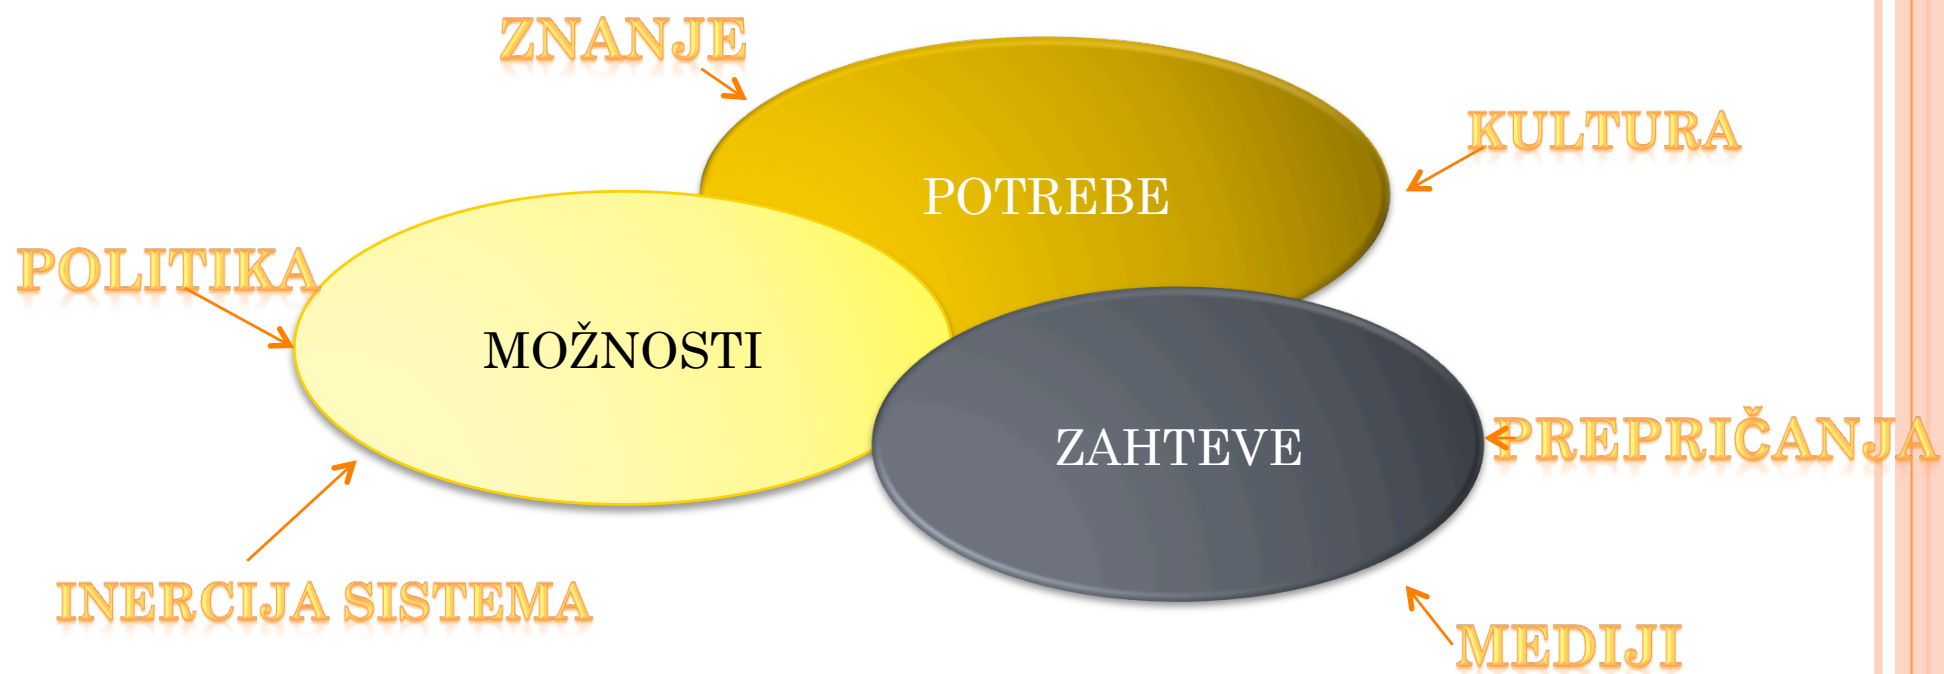 ZNANJE
KULTURA
POTREBE
POLITIKA
MOŽNOSTI
PREPRIČANJA
ZAHTEVE
INERCIJA SISTEMA
MEDIJI